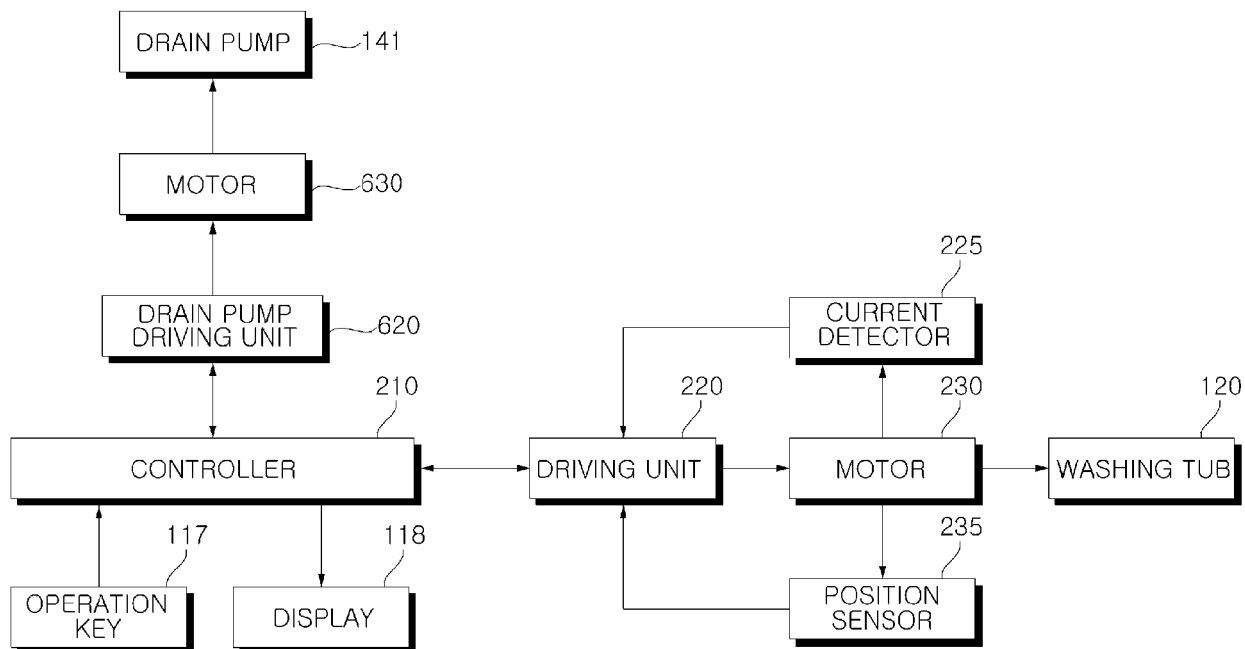 DRAIN PUMP
141
MOTOR
630
DRAIN PUMP
DRIVING UNIT
620
225
CURRENT
DETECTOR
210
220
230
120
CONTROLLER
DRIVING UNIT
MOTOR
WASHING TUB
117
118
235
OPERATION
KEY
DISPLAY
POSITION
SENSOR